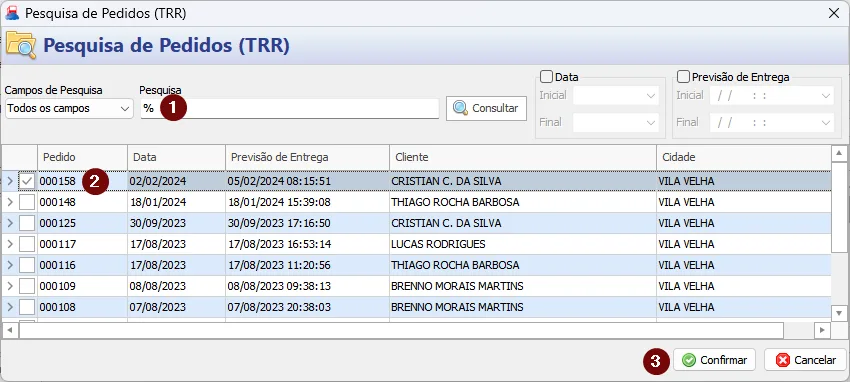 Pesquisa de Pedidos (TRR)
Pesquisa de Pedidos (TRR)
Campos de Pesquisa Pesquisa Data Previsão de Entrega
Todos os campos % 1 Consultar Inicial Inicial / / : :
Final Final / / : :
Pedido Data Previsão de Entrega Cliente Cidade
000158 2 02/02/2024 05/02/2024 08:15:51 CRISTIAN C. DA SILVA VILA VELHA
000148 18/01/2024 18/01/2024 15:39:08 THIAGO ROCHA BARBOSA VILA VELHA
000125 30/09/2023 30/09/2023 17:16:50 CRISTIAN C. DA SILVA VILA VELHA
000117 17/08/2023 17/08/2023 16:53:14 LUCAS RODRIGUES VILA VELHA
000116 17/08/2023 17/08/2023 11:20:56 THIAGO ROCHA BARBOSA VILA VELHA
000109 08/08/2023 08/08/2023 09:38:13 BRENNO MORAIS MARTINS VILA VELHA
000108 07/08/2023 07/08/2023 20:38:03 BRENNO MORAIS MARTINS VILA VELHA
3 Confirmar Cancelar